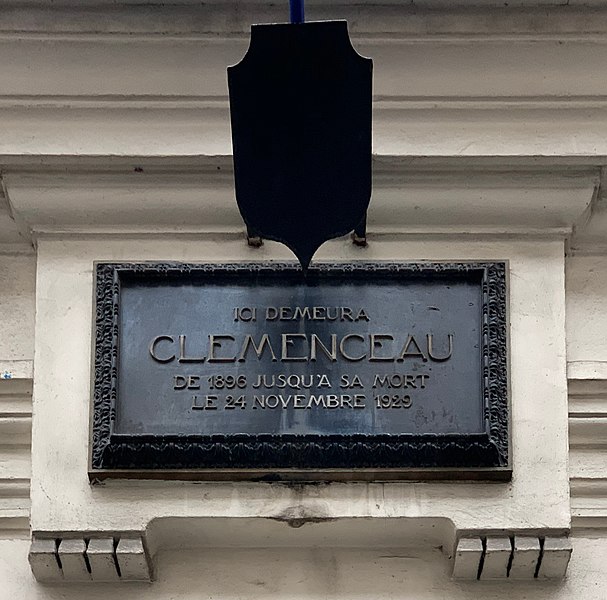 ICI DEMEURA
CLEMENCEAU
DE 1896 JUSQU'A SA MORT
LE 24 NOVEMBRE 1929